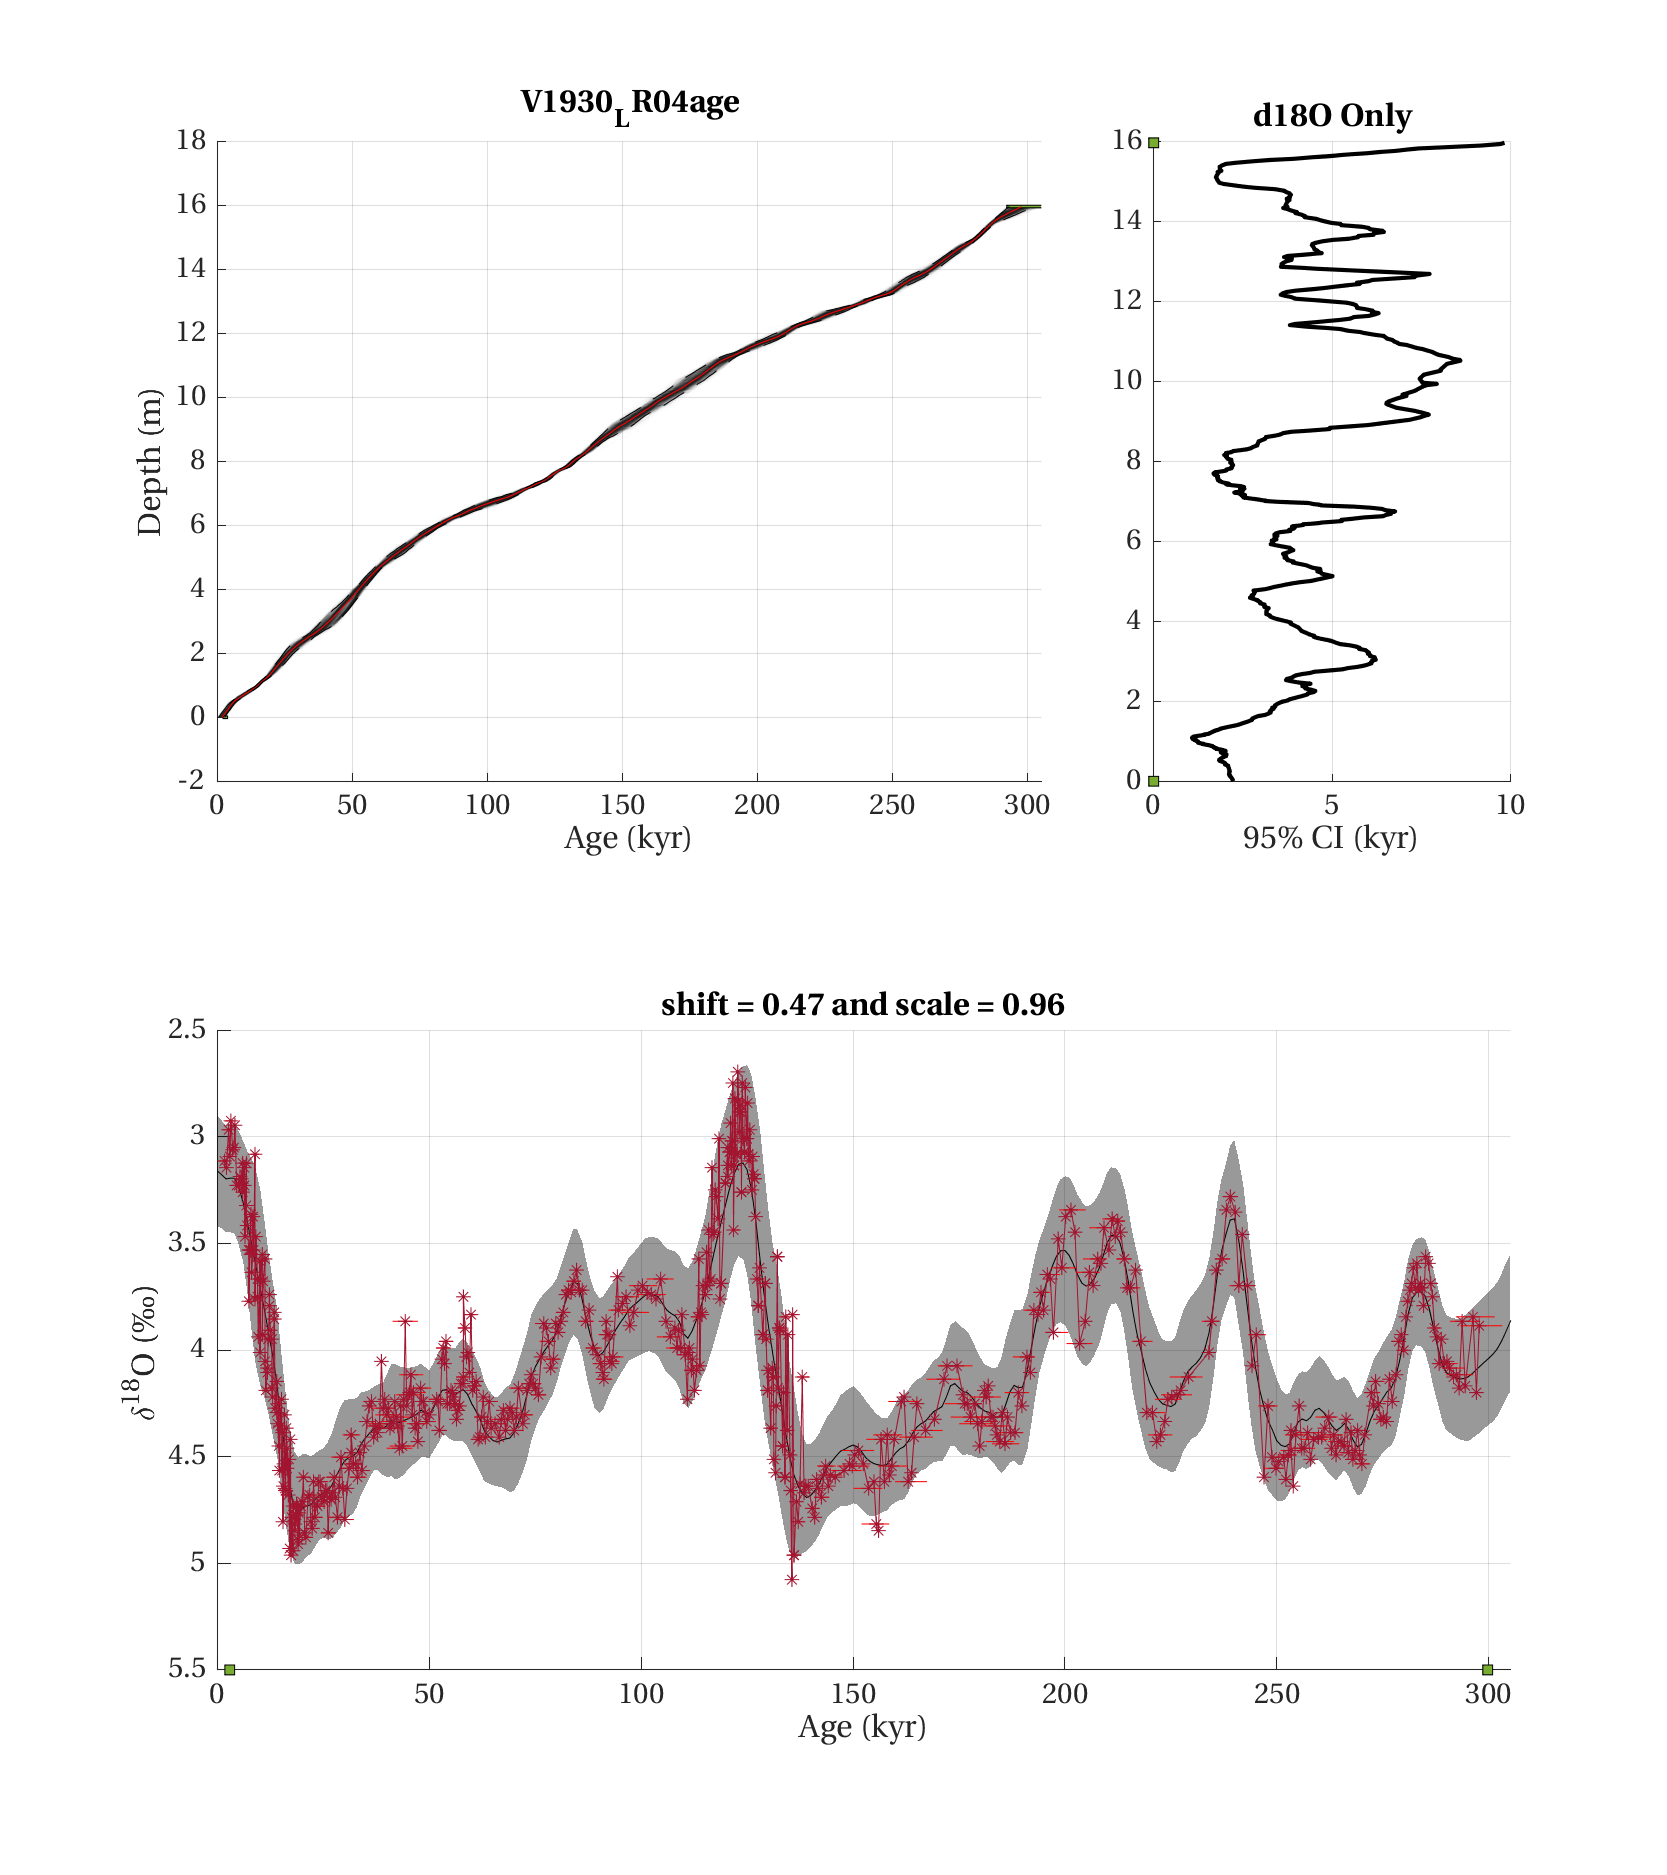 V1930LR04age
18
16
14
12
10
8
6
4
2
0
-2
Depth (m)
0 50 100 150 200 250 300
Age (kyr)
d18O Only
16
14
12
10
8
6
4
2
0
0 5 10
95% CI (kyr)
shift = 0.47 and scale = 0.96
2.5
3
3.5
4
4.5
5
5.5
δ18O (‰)
0 50 100 150 200 250 300
Age (kyr)